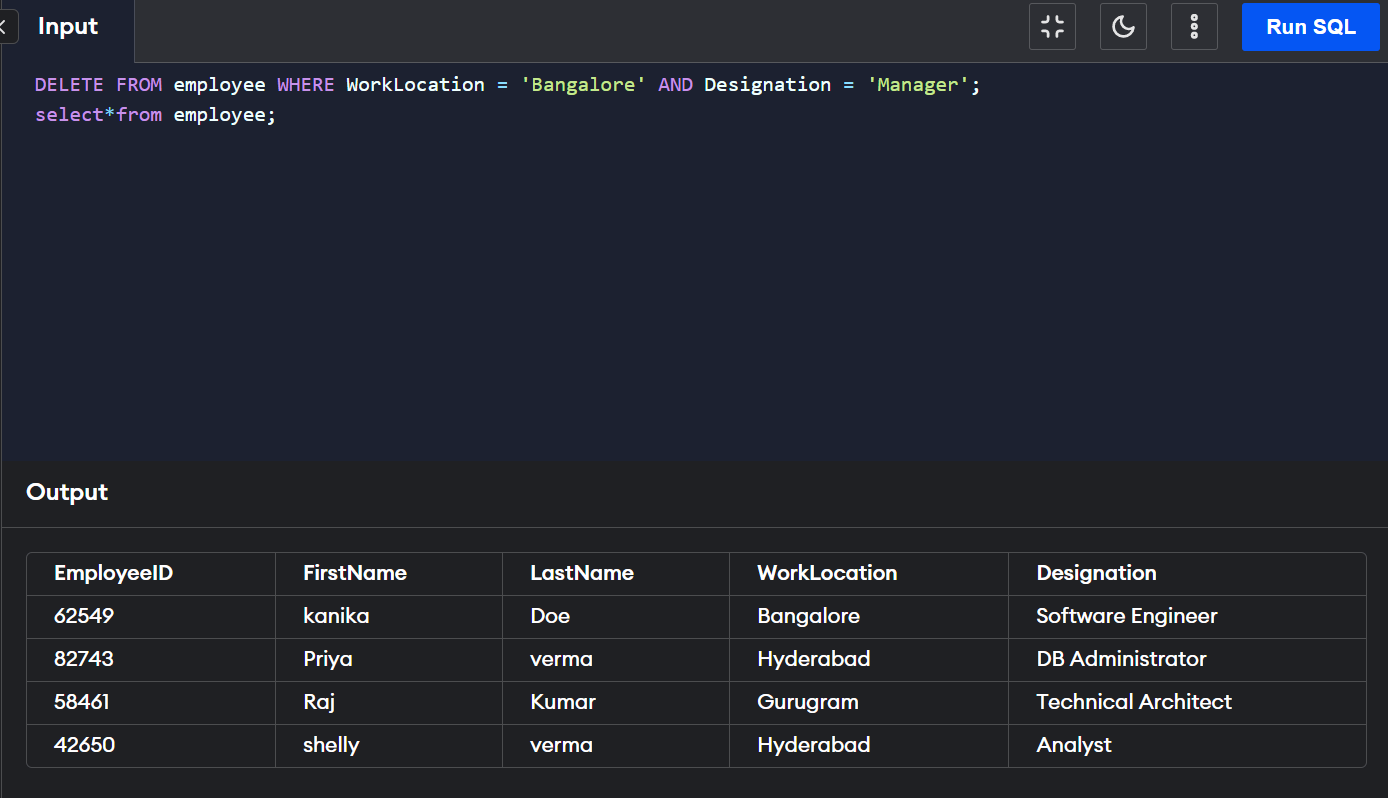 Input
Run SQL
DELETE FROM employee WHERE WorkLocation = 'Bangalore' AND Designation = 'Manager';
select*from employee;
Output
EmployeeID FirstName LastName WorkLocation Designation
62549 kanika Doe Bangalore Software Engineer
82743 Priya verma Hyderabad DB Administrator
58461 Raj Kumar Gurugram Technical Architect
42650 shelly verma Hyderabad Analyst